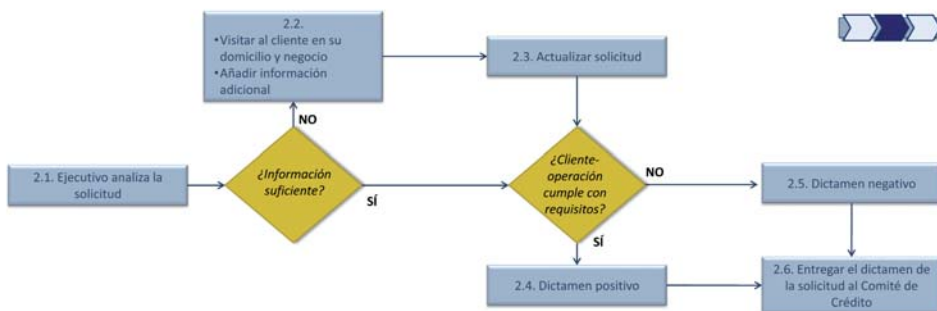 2.2.
•Visitar al cliente en su
domicilio y negocio
•Añadir información
adicional
2.3. Actualizar solicitud
NO
2.1. Ejecutivo analiza la
solicitud
¿Información
suficiente?
SÍ
¿Cliente-
operación
cumple con
requisitos?
NO
2.5. Dictamen negativo
SÍ
2.4. Dictamen positivo
2.6. Entregar el dictamen de
la solicitud al Comité de
Crédito